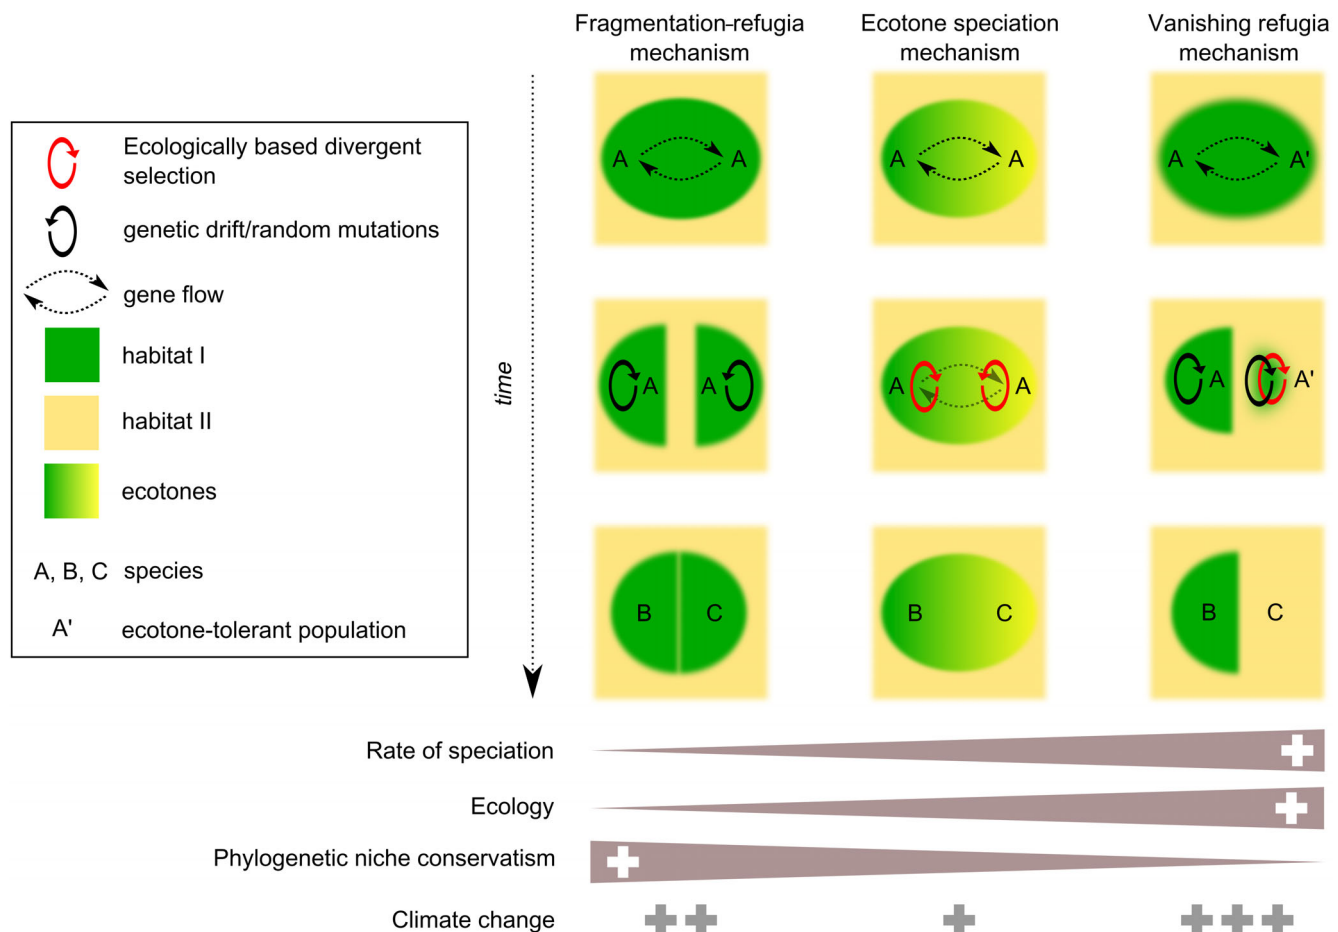 Fragmentation-refugia
mechanism
Ecotone speciation
mechanism
Vanishing refugia
mechanism
Ecologically based divergent
selection
genetic drift/random mutations
gene flow
habitat I
habitat II
ecotones
A, B, C species
A' ecotone-tolerant population
time
A A
A A
A A'
A A
A A
A A'
B C
B C
B C
Rate of speciation
Ecology
Phylogenetic niche conservatism
Climate change